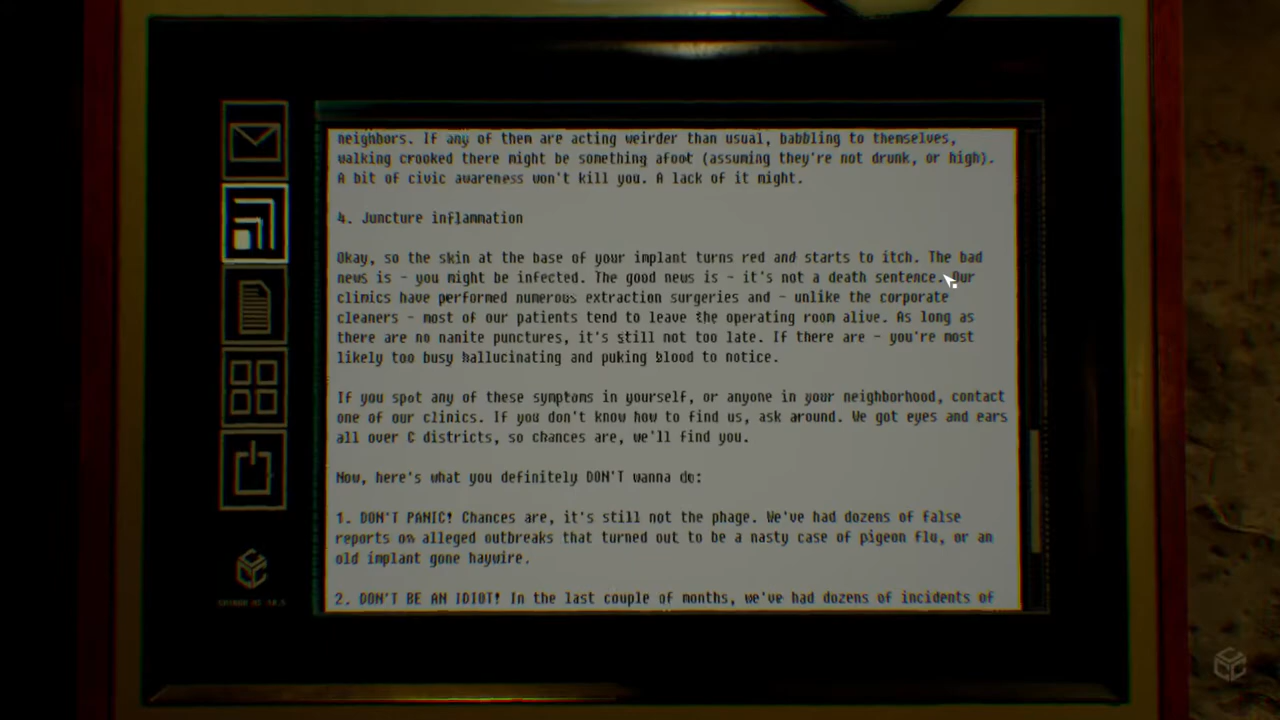 neighbors. If any of them are acting weirder than usual, babbling to themselves,
walking crooked there might be something afoot (assuming they're not drunk, or high).
A bit of civic awareness won't kill you. A lack of it might.
4. Juncture inflammation
Okay, so the skin at the base of your implant turns red and starts to itch. The bad
news is - you might be infected. The good news is - it's not a death sentence. Our
clinics have performed numerous extraction surgeries and - unlike the corporate
cleaners - most of our patients tend to leave the operating room alive. As long as
there are no nanite punctures, it's still not too late. If there are - you're most
likely too busy hallucinating and puking blood to notice.
If you spot any of these symptoms in yourself, or anyone in your neighborhood, contact
one of our clinics. If you don't know how to find us, ask around. We got eyes and ears
all over C districts, so chances are, we'll find you.
Now, here's what you definitely DON'T wanna do:
1. DON'T PANIC! Chances are, it's still not the phage. We've had dozens of false
reports on alleged outbreaks that turned out to be a nasty case of pigeon flu, or an
old implant gone haywire.
2. DON'T BE AN IDIOT! In the last couple of months, we've had dozens of incidents of